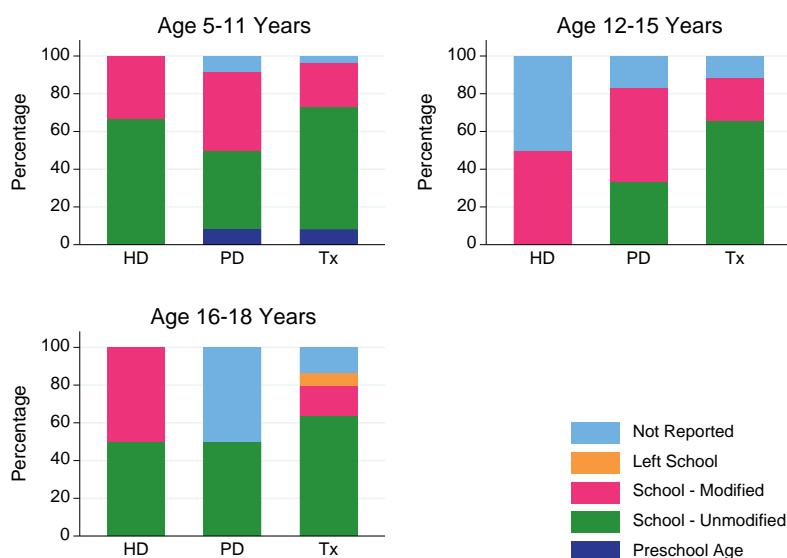 Age 5-11 Years
Percentage
100
80
60
40
20
0
HD PD Tx
Age 12-15 Years
Percentage
100
80
60
40
20
0
HD PD Tx
Age 16-18 Years
Percentage
100
80
60
40
20
0
HD PD Tx
Not Reported
Left School
School - Modified
School - Unmodified
Preschool Age